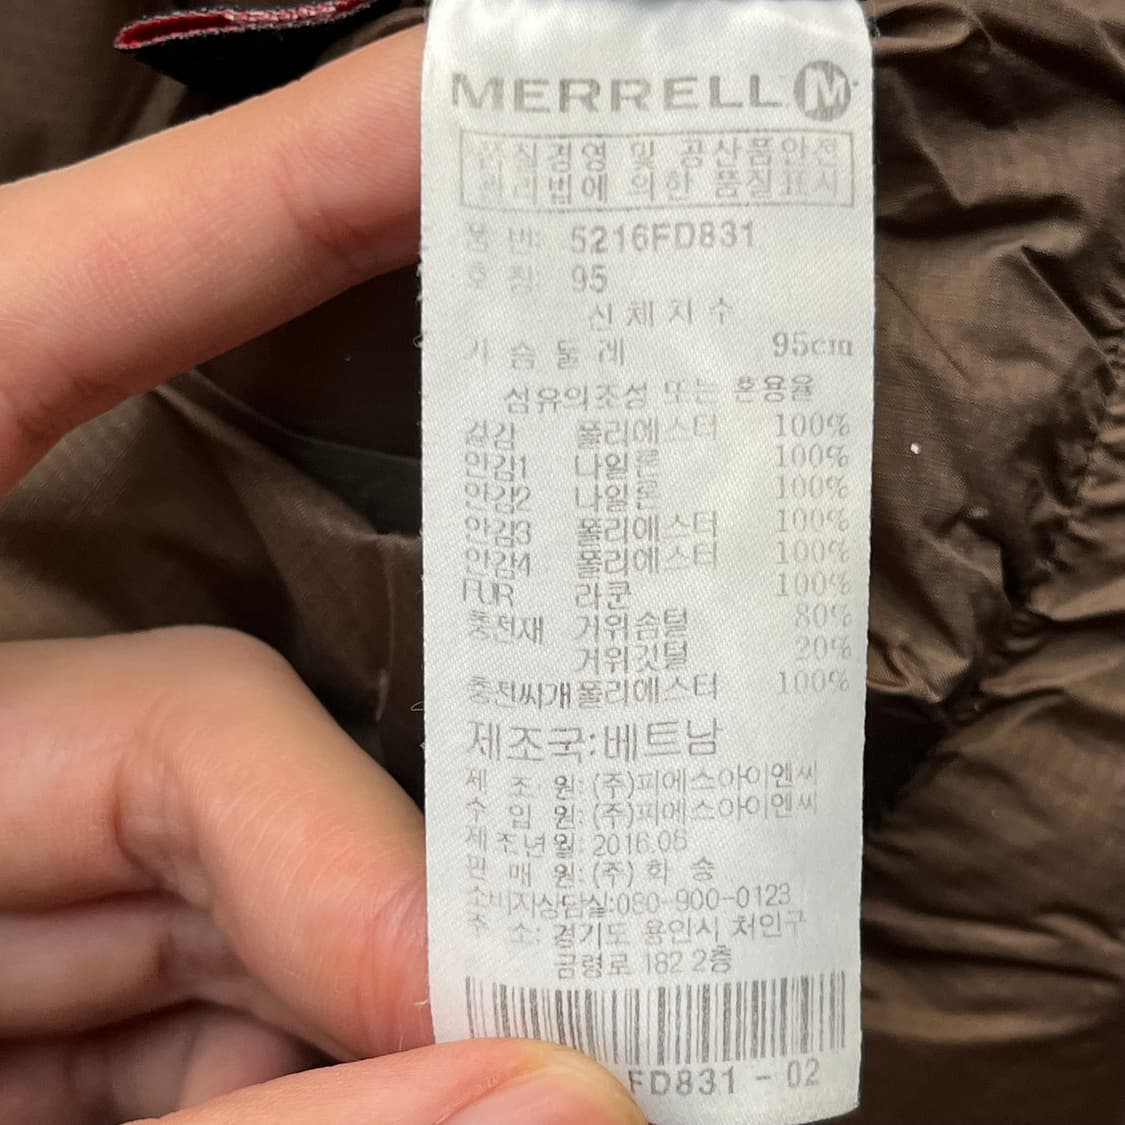 MERRELL M
품질경영 및 공산품안전
관리법에 의한 품질표시
품 번: 5216FD831
호 칭: 95
신체치수
가슴둘레 95cm
섬유의조성 또는 혼용율
겉감 폴리에스터 100%
안감1 나일론 100%
안감2 나일론 100%
안감3 폴리에스터 100%
안감4 폴리에스터 100%
FUR 라쿤 100%
충전재 거위솜털 80%
거위깃털 20%
충전씨개 폴리에스터 100%
제조국:베트남
제 조 원: (주)피에스아이엔씨
수 입 원: (주)피에스아이엔씨
제조년월: 2016.06
판 매 원: (주) 화 승
소비자상담실:080-900-0123
주 소: 경기도 용인시 처인구
금령로 182 2층
FD831 - 02